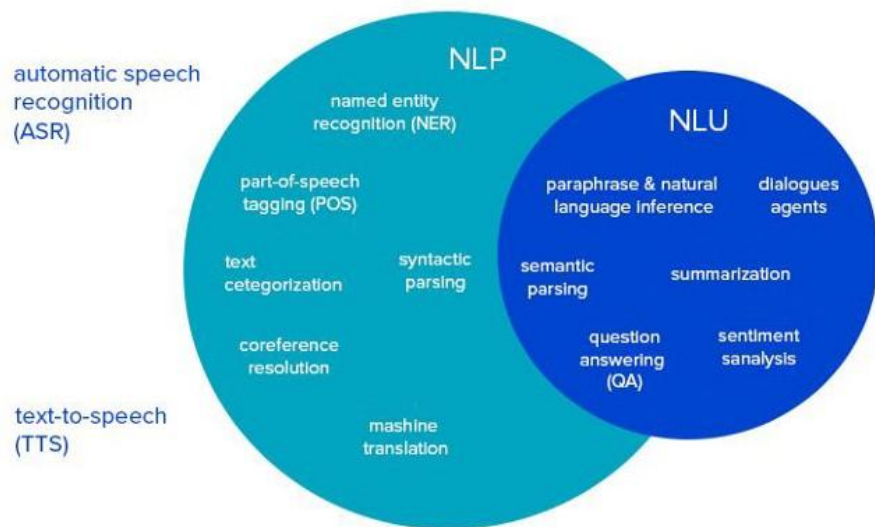 automatic speech
recognition
(ASR)
text-to-speech
(TTS)
NLP
named entity
recognition (NER)
part-of-speech
tagging (POS)
text
cetegorization
syntactic
parsing
coreference
resolution
mashine
translation
NLU
paraphrase & natural
language inference
dialogues
agents
semantic
parsing
summarization
question
answering
(QA)
sentiment
sanalysis